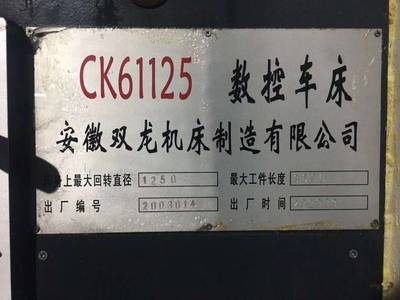 CK61125 数控车床
安徽双龙机床制造有限公司
床身上最大回转直径 1250 最大工件长度
出厂编号 2003014 出厂时间